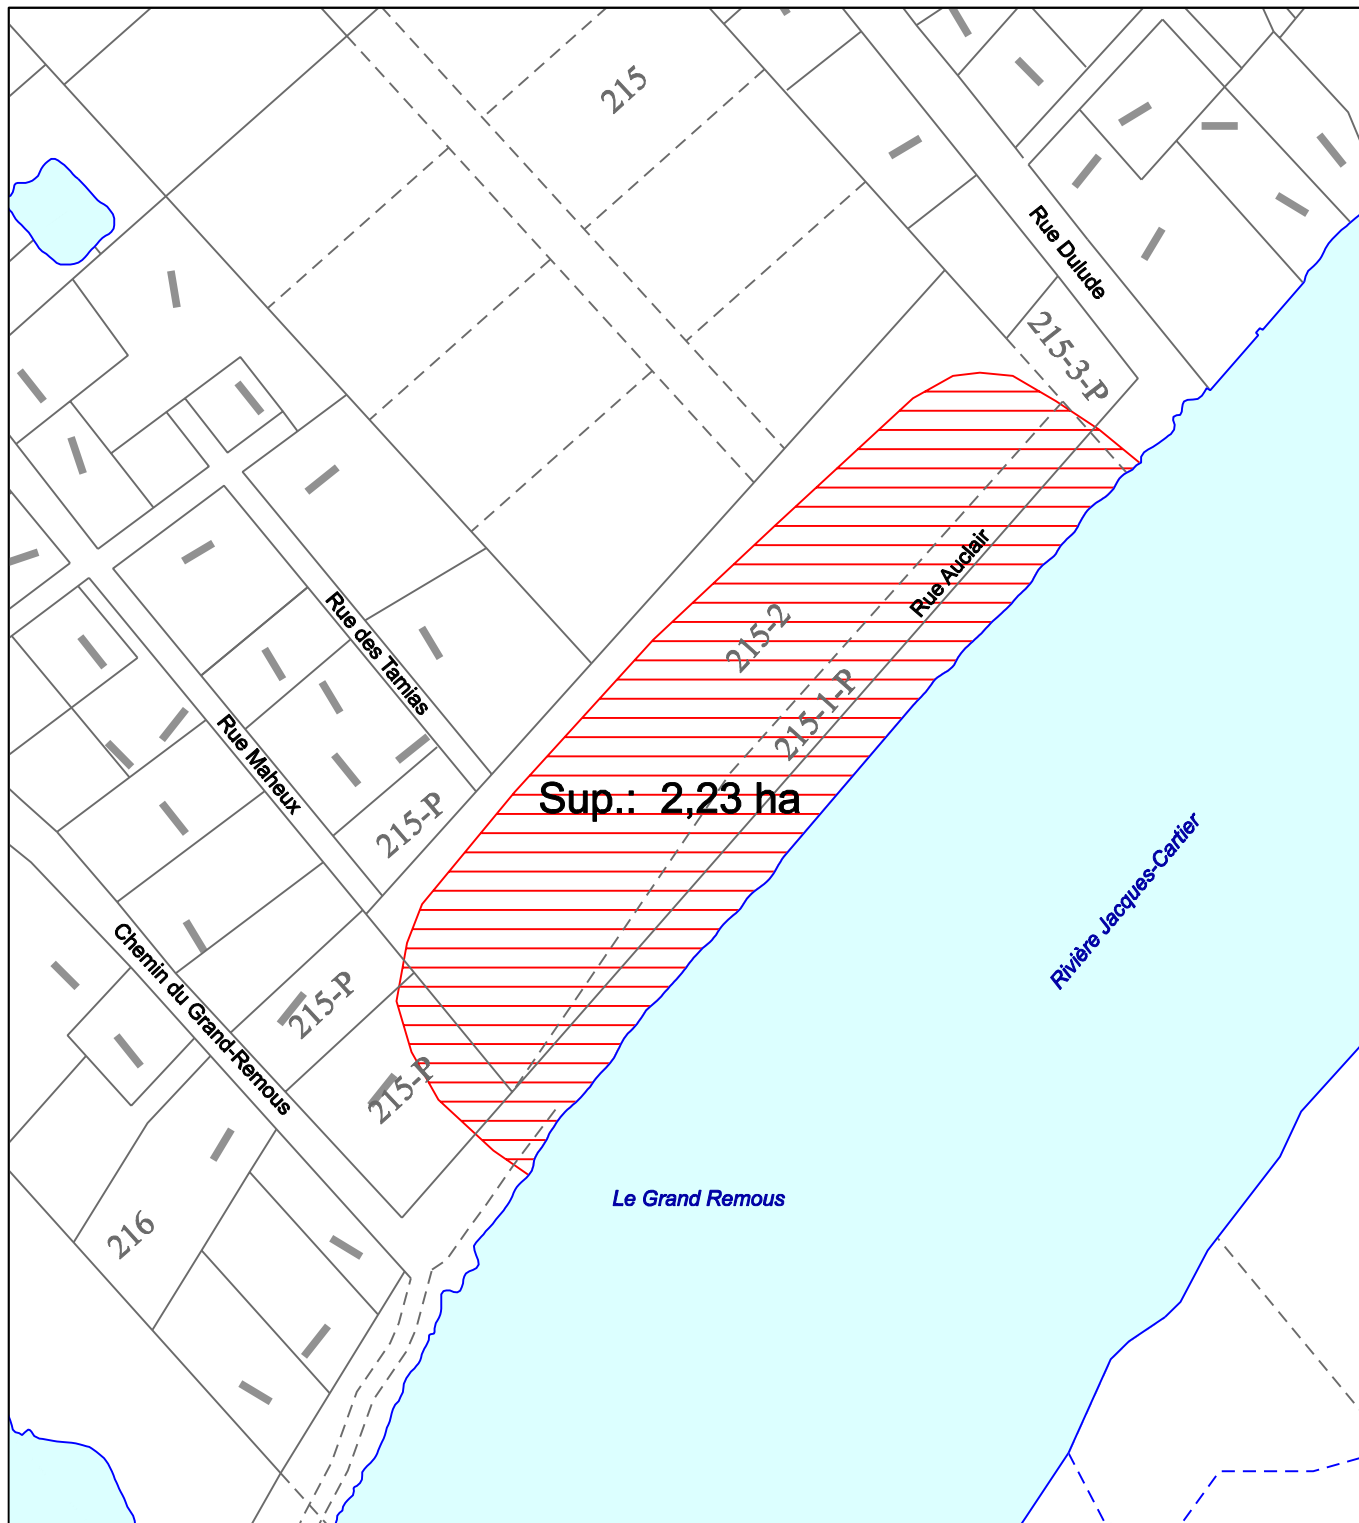 215
Rue Dulude
215-3-P
Rue Auclair
215-2
Rue des Tamias
215-1-P
Rue Maheux
Sup.: 2,23 ha
215-P
Rivière Jacques-Cartier
Chemin du Grand-Remous
215-P
215-P
Le Grand Remous
216